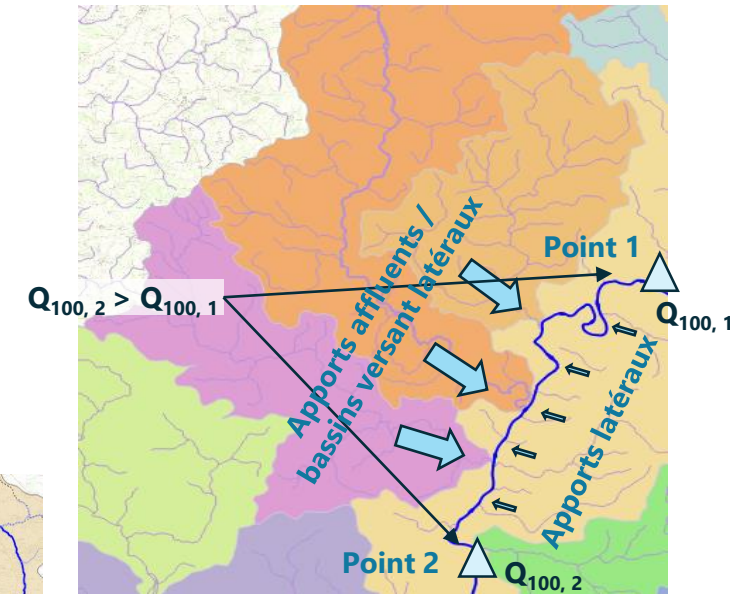 Apports affluents /
bassins versant latéraux
Point 1
Q100, 2 > Q100, 1
Q100, 1
Apports latéraux
Point 2
Q100, 2